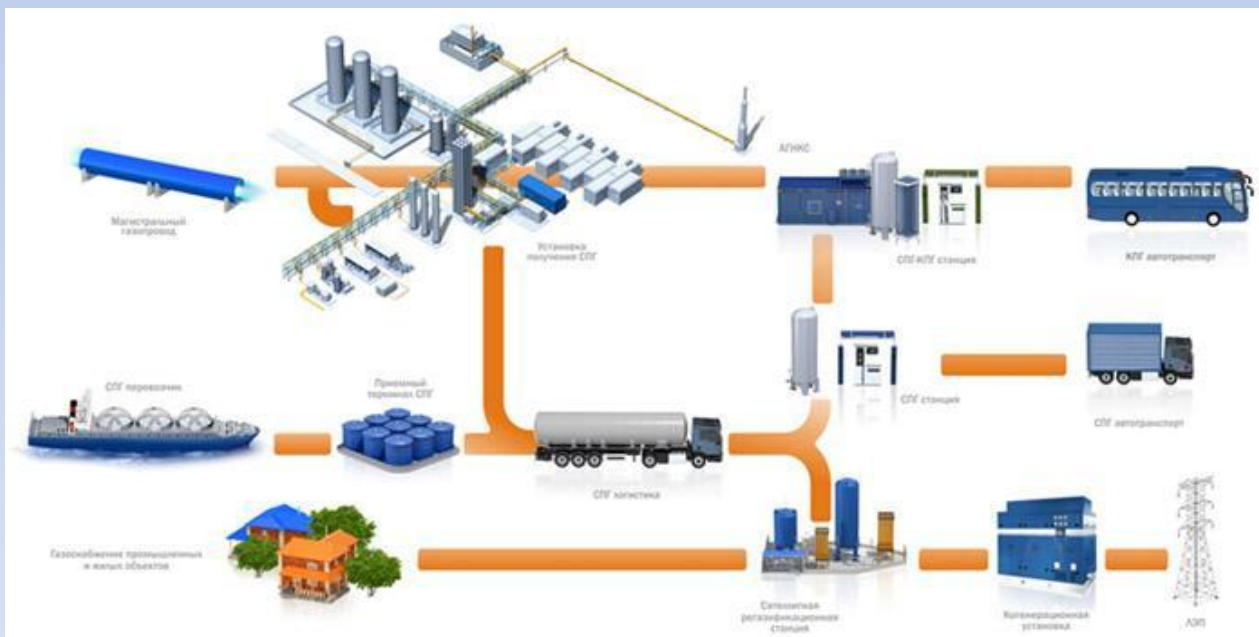 АГНКС
Магистральный
газопровод
Установка
получения СПГ
СПГ-КПГ станция
КПГ автотранспорт
СПГ перевозчик
Приемный
терминал СПГ
СПГ станция
СПГ автотранспорт
СПГ логистика
Газоснабжение промышленных
и жилых объектов
Сателлитная
регазификационная
станция
Когенерационная
установка
ЛЭП